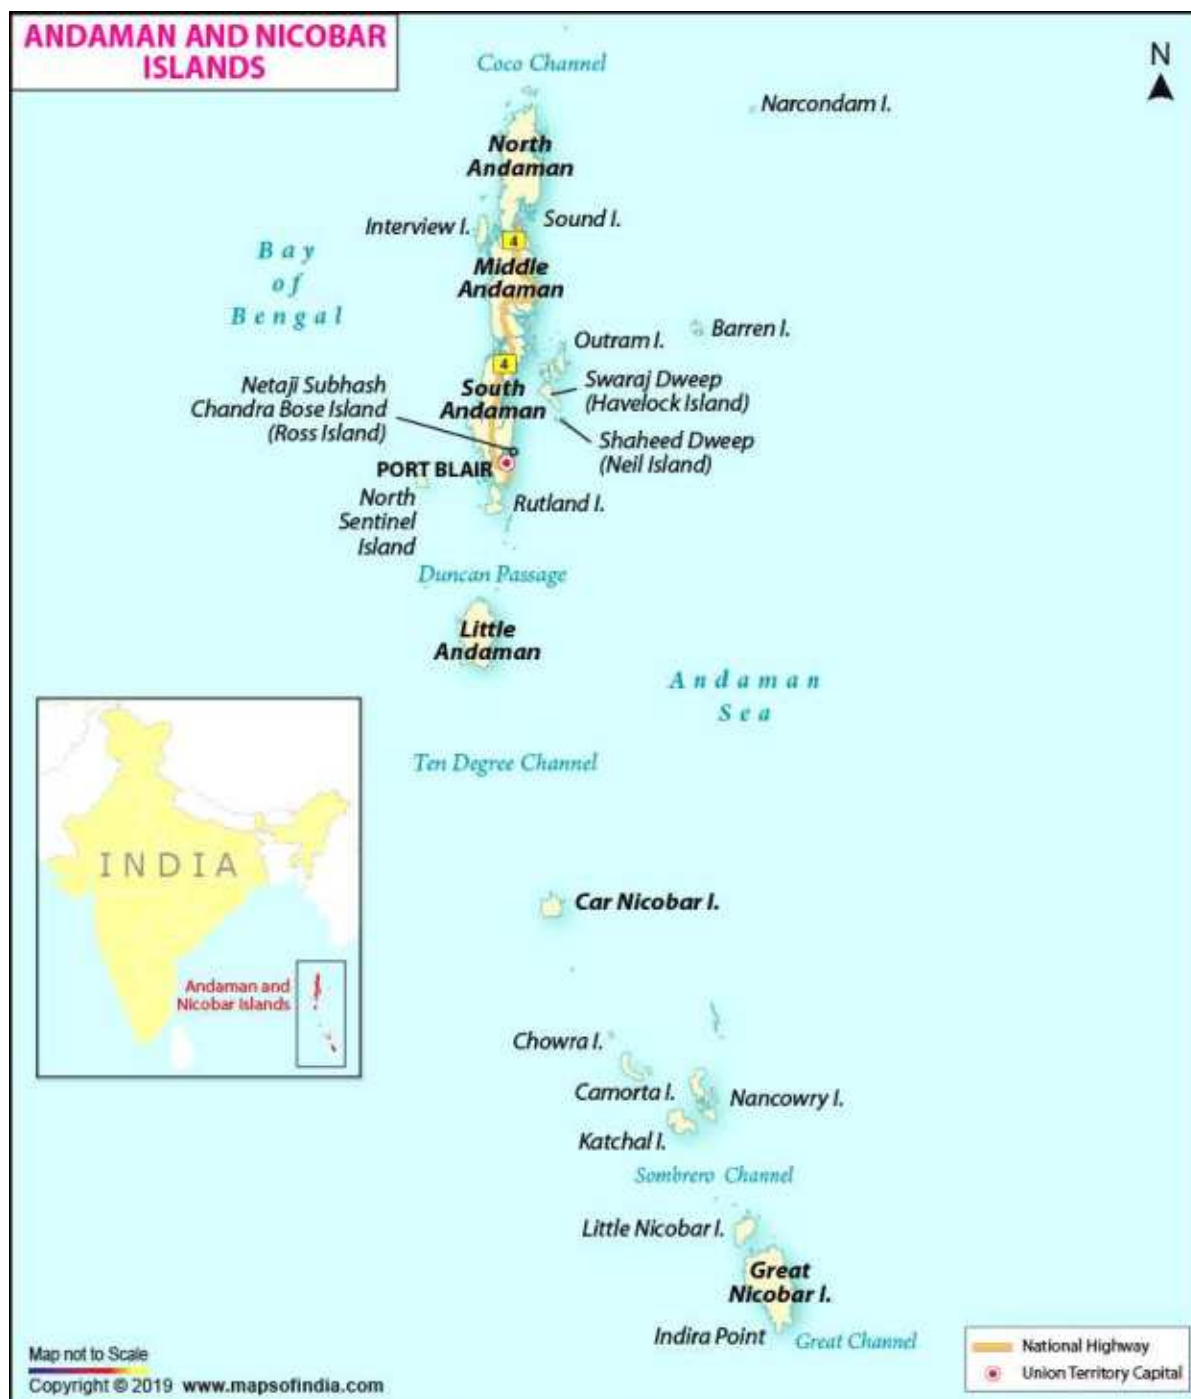 ANDAMAN AND NICOBAR
ISLANDS
Coco Channel
N
Narcondam I.
North
Andaman
Interview I.
Sound I.
4
Bay
of
Bengal
Middle
Andaman
Barren I.
Outram I.
4
Netaji Subhash
Chandra Bose Island
(Ross Island)
South
Andaman
Swaraj Dweep
(Havelock Island)
Shaheed Dweep
(Neil Island)
PORT BLAIR
North
Sentinel
Island
Rutland I.
Duncan Passage
Little
Andaman
Andaman
Sea
Ten Degree Channel
INDIA
Andaman and
Nicobar Islands
Car Nicobar I.
Chowra I.
Camorta I.
Nancowry I.
Katchal I.
Sombrero Channel
Little Nicobar I.
Great
Nicobar I.
Indira Point
Great Channel
National Highway
Union Territory Capital
Map not to Scale
Copyright © 2019 www.mapsofindia.com